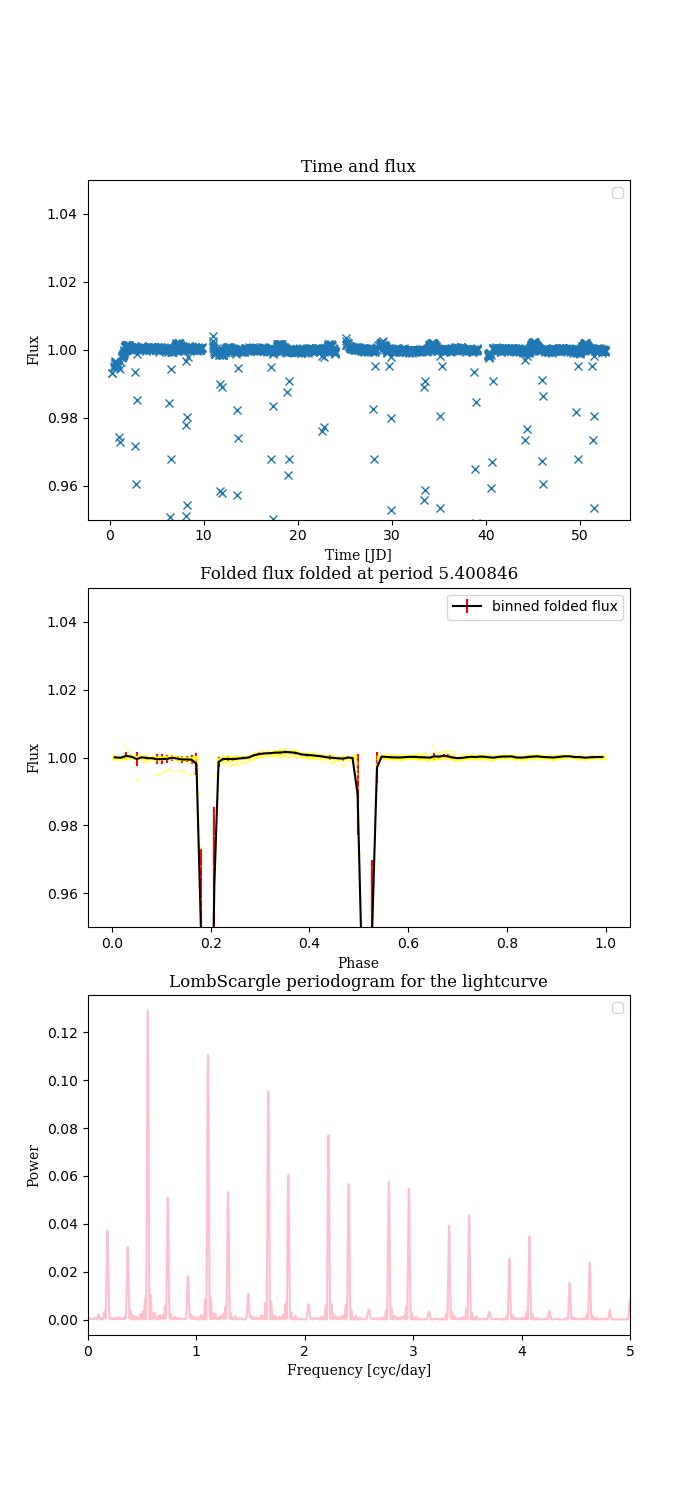 Time and flux
1.04
1.02
1.00
0.98
0.96
Flux
0 10 20 30 40 50
Time [JD]
Folded flux folded at period 5.400846
binned folded flux
1.04
1.02
1.00
0.98
0.96
Flux
0.0 0.2 0.4 0.6 0.8 1.0
Phase
LombScargle periodogram for the lightcurve
0.12
0.10
0.08
0.06
0.04
0.02
0.00
Power
0 1 2 3 4 5
Frequency [cyc/day]